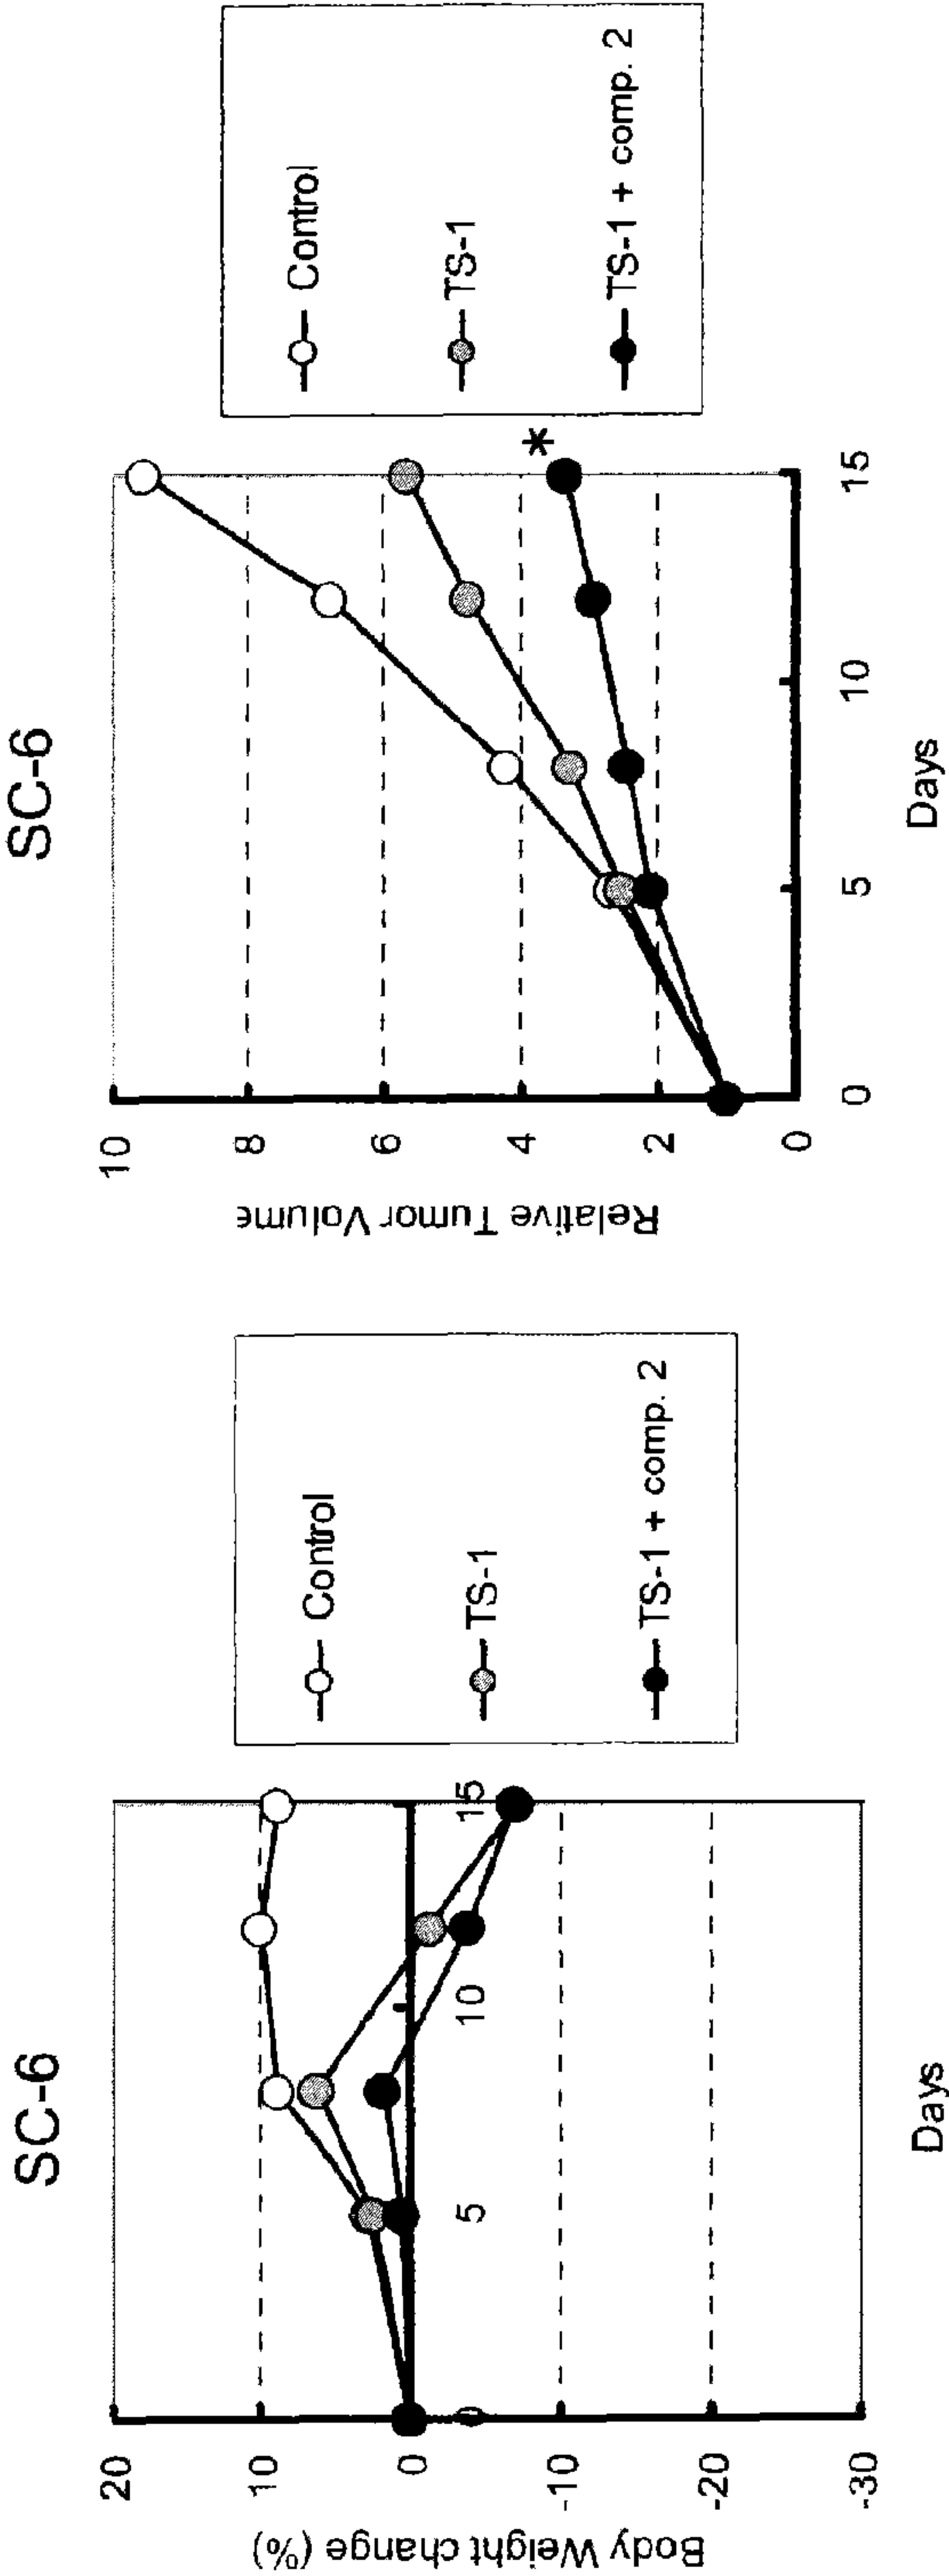 SC-6
Body Weight change (%)
20
10
0
-10
-20
-30
0
5
10
15
Days
Control
TS-1
TS-1 + comp. 2
SC-6
Relative Tumor Volume
10
8
6
4
2
0
0
5
10
15
Days
*
Control
TS-1
TS-1 + comp. 2